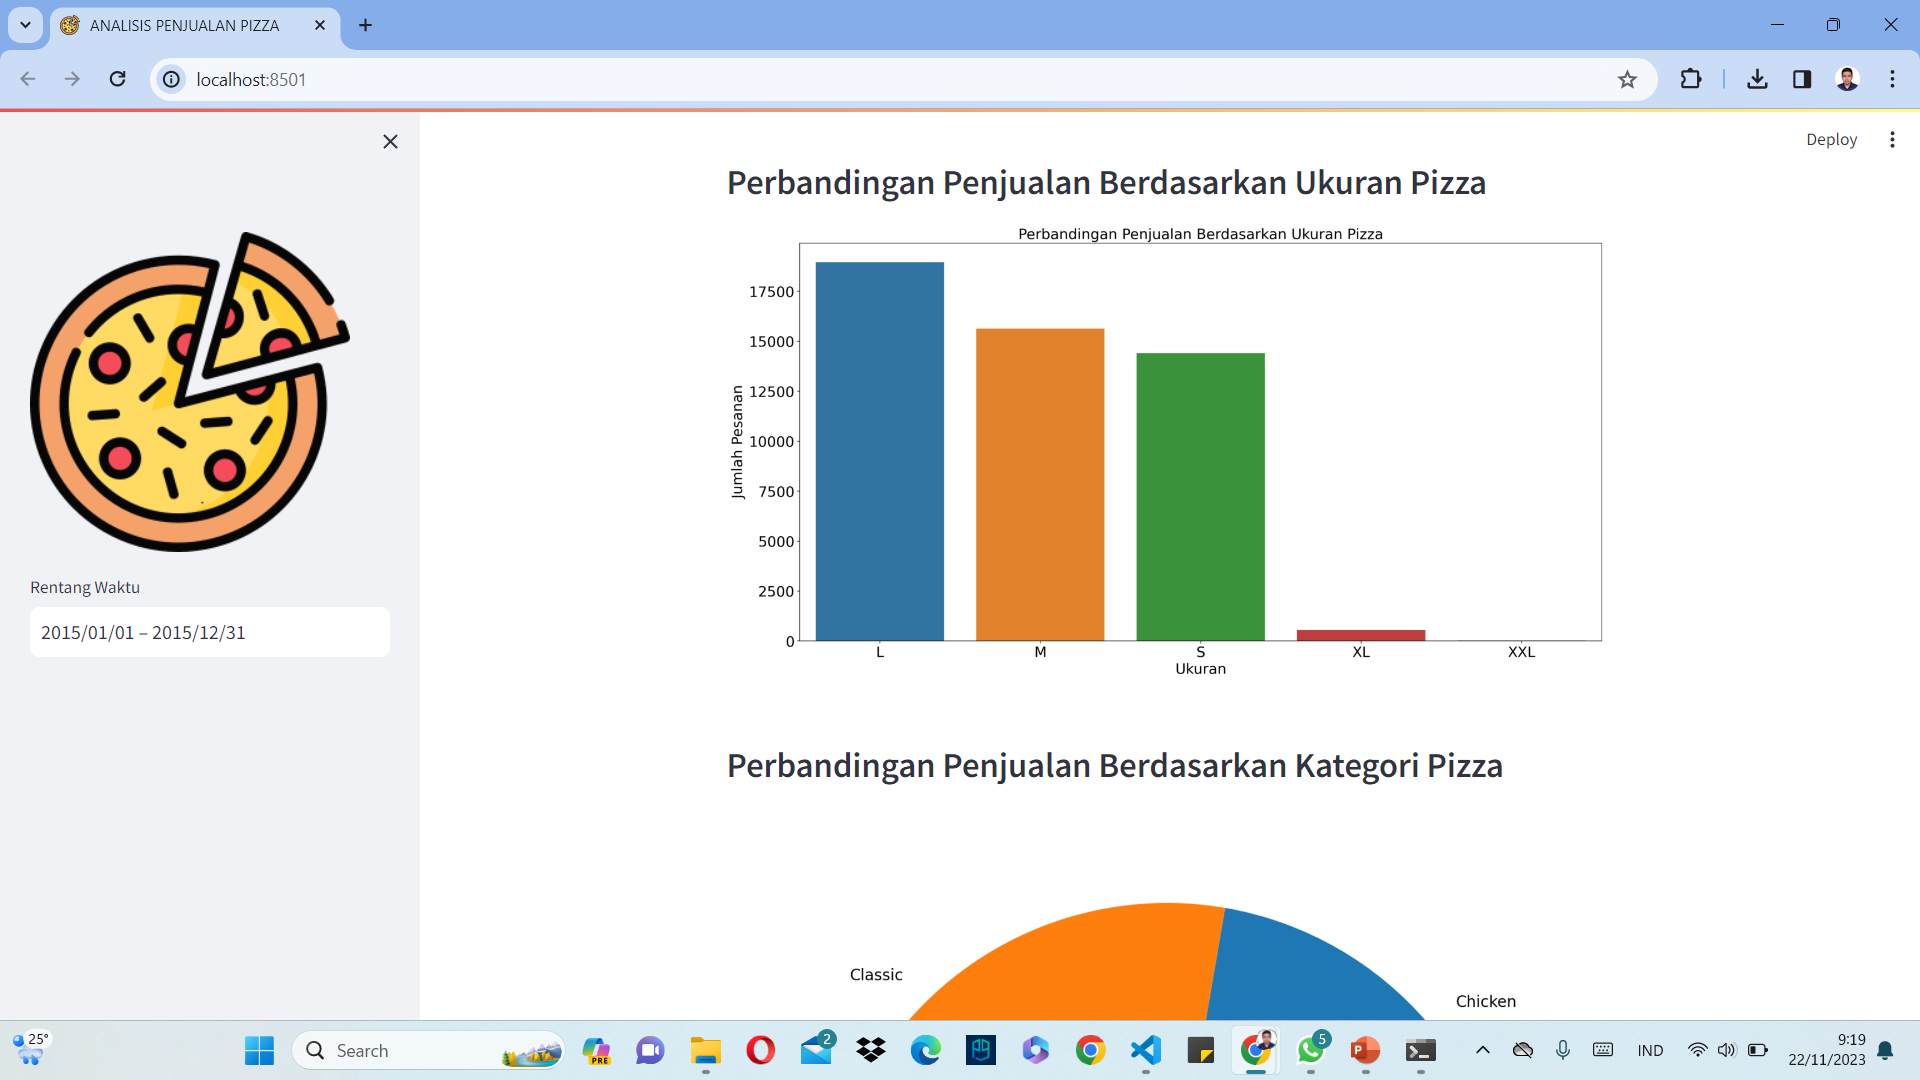 ANALISIS PENJUALAN PIZZA
localhost:8501
Deploy
Rentang Waktu
2015/01/01 – 2015/12/31
Perbandingan Penjualan Berdasarkan Ukuran Pizza
Perbandingan Penjualan Berdasarkan Ukuran Pizza
Jumlah Pesanan
17500
15000
12500
10000
7500
5000
2500
0
L M S XL XXL
Ukuran
Perbandingan Penjualan Berdasarkan Kategori Pizza
Classic
Chicken
25°
Search
PRE
2
5
IND
9:19
22/11/2023